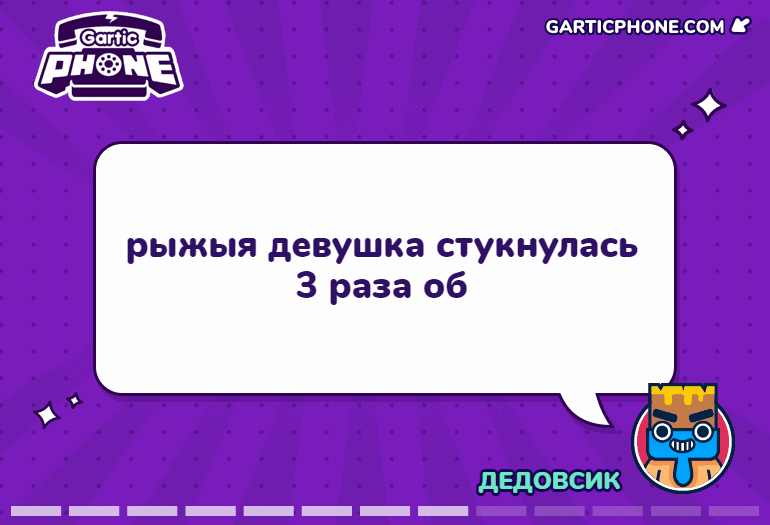 Gartic
PHONE
GARTICPHONE.COM
рыжыя девушка стукнулась
3 раза об
ДЕДОВСИК